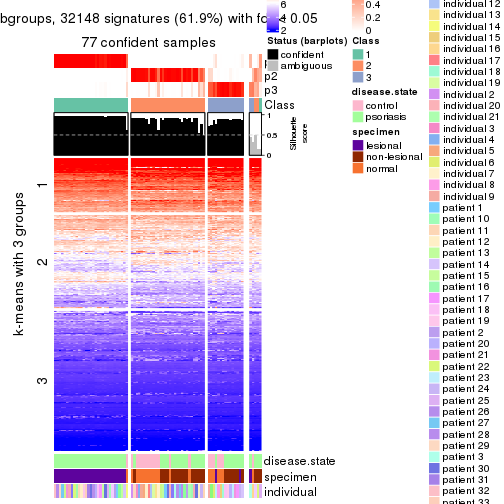 bgroups, 32148 signatures (61.9%) with fd < 0.05
77 confident samples
p2
p3
Class
1
0.5
0
Silhouette
score
k-means with 3 groups
1
2
3
disease.state
specimen
individual
6
4
2
Status (barplots)
confident
ambiguous
0.4
0.2
0
Class
1
2
3
disease.state
control
psoriasis
specimen
lesional
non-lesional
normal
individual 12
individual 13
individual 14
individual 15
individual 16
individual 17
individual 18
individual 19
individual 2
individual 20
individual 21
individual 3
individual 4
individual 5
individual 6
individual 7
individual 8
individual 9
patient 1
patient 10
patient 11
patient 12
patient 13
patient 14
patient 15
patient 16
patient 17
patient 18
patient 19
patient 2
patient 20
patient 21
patient 22
patient 23
patient 24
patient 25
patient 26
patient 27
patient 28
patient 29
patient 3
patient 30
patient 31
patient 32
patient 33